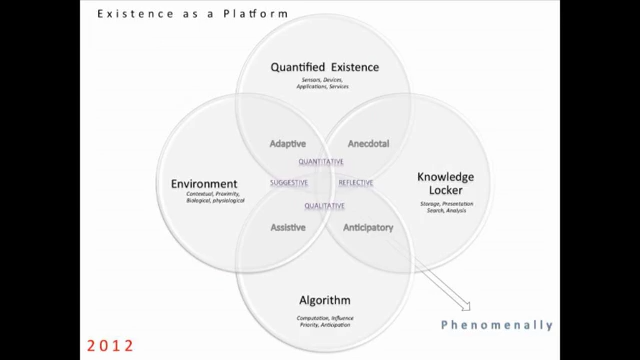 Existence as a Platform
Quantified Existence
Sensors, Devices,
Applications, Services
Adaptive
Anecdotal
QUANTITATIVE
Environment
Contextual, Proximity,
Biological, physiological
SUGGESTIVE
REFLECTIVE
Knowledge
Locker
Storage, Presentation
Search, Analysis
QUALITATIVE
Assistive
Anticipatory
Algorithm
Computation, Influence
Priority, Anticipation
Phenomenally
2012